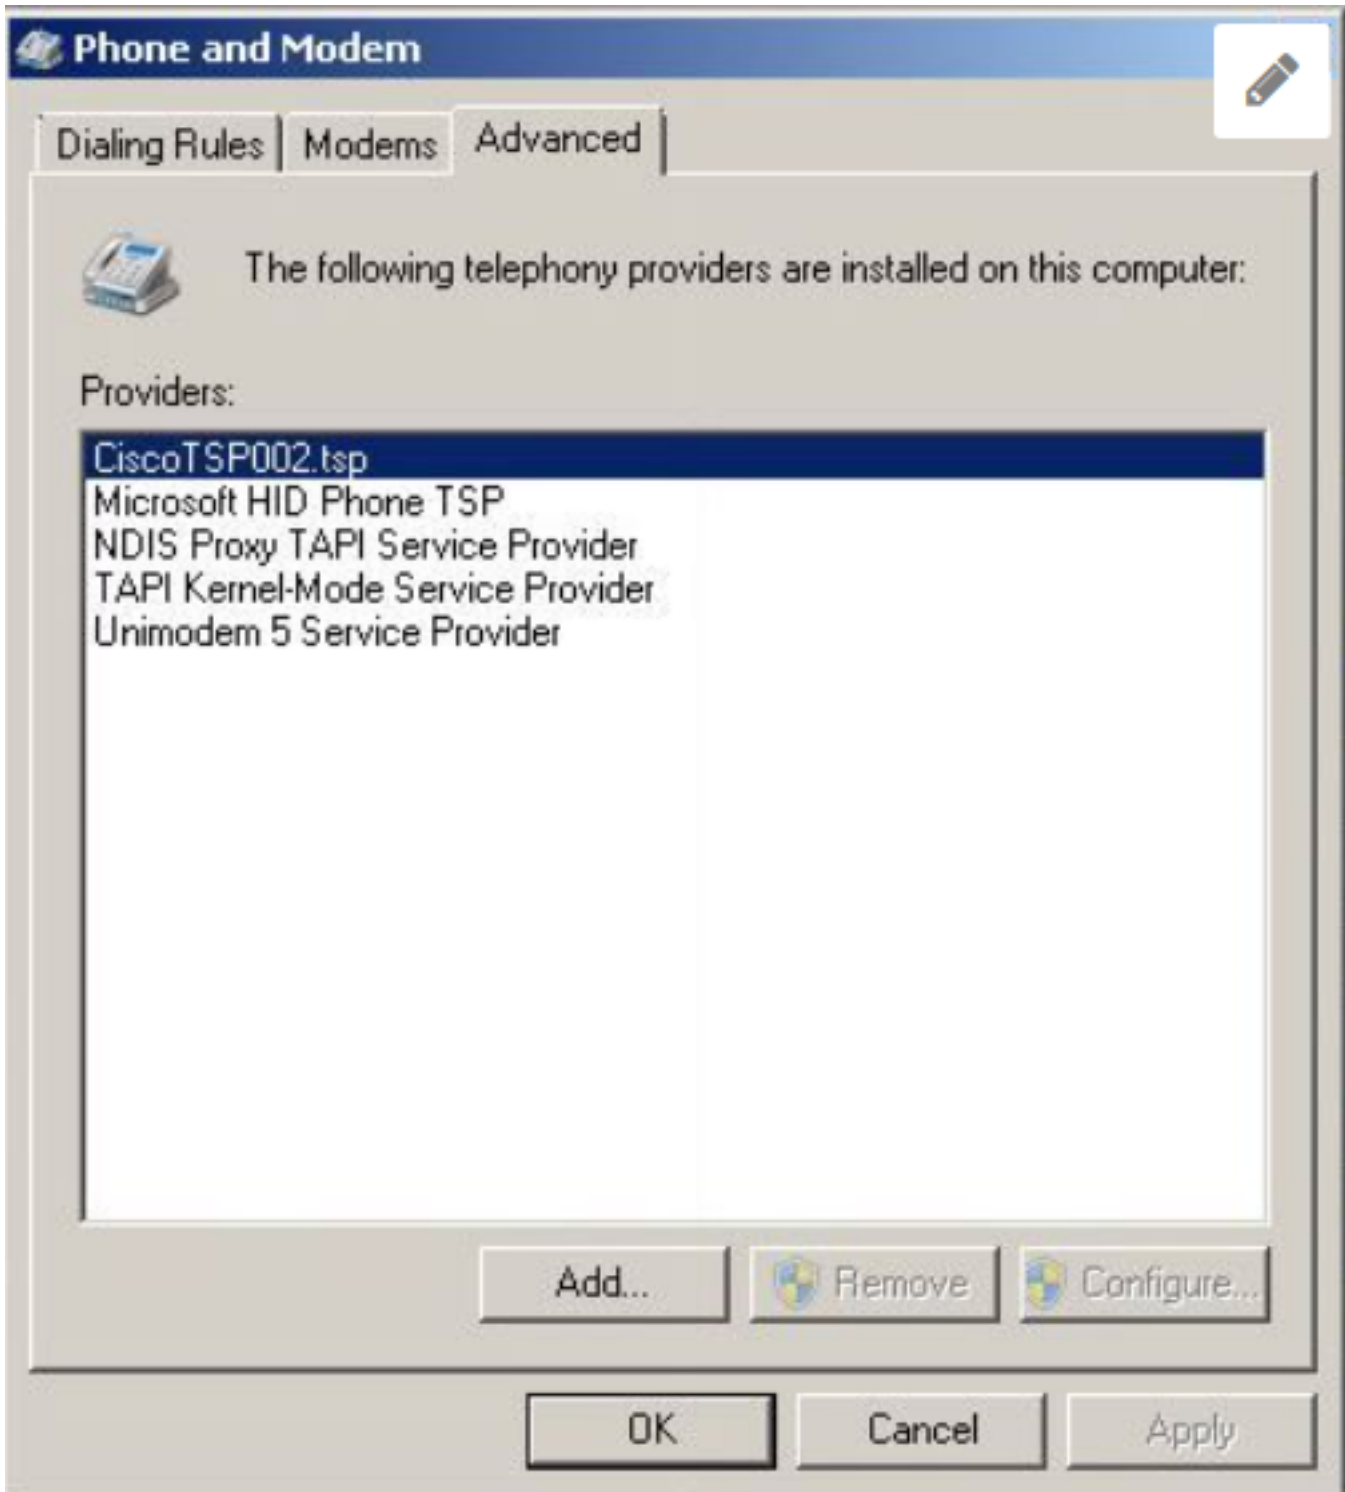 Phone and Modem
Dialing Rules
Modems
Advanced
The following telephony providers are installed on this computer:
Providers:
CiscoTSP002.tsp
Microsoft HID Phone TSP
NDIS Proxy TAPI Service Provider
TAPI Kernel-Mode Service Provider
Unimodem 5 Service Provider
Add...
Remove
Configure...
OK
Cancel
Apply